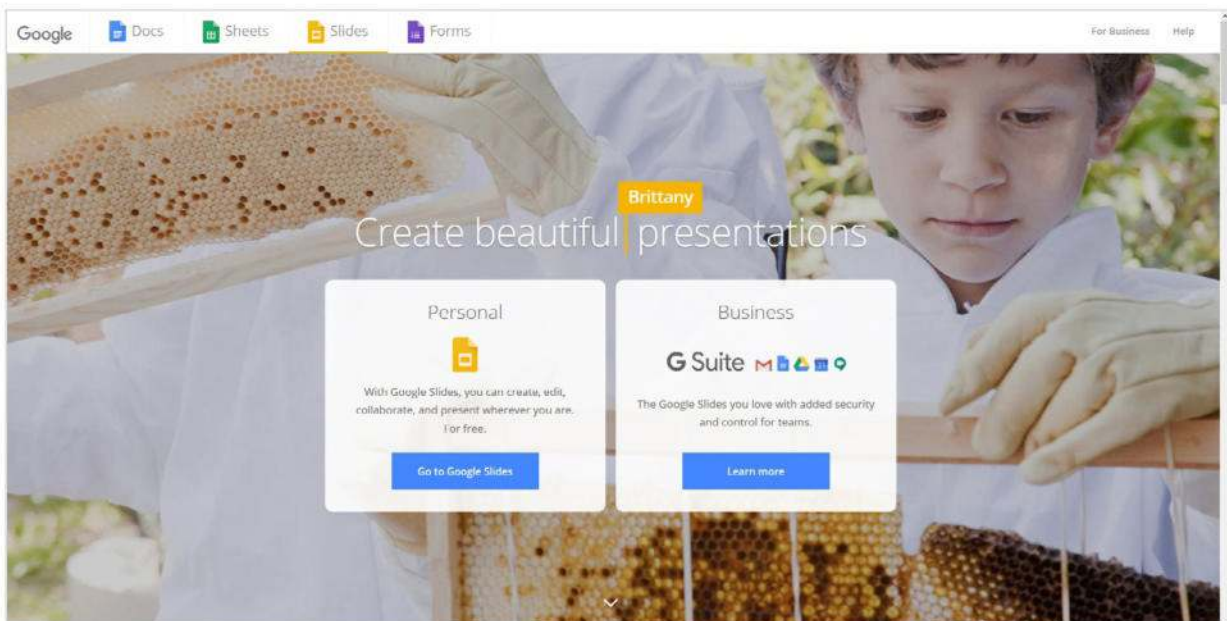 Google Docs Sheets Slides Forms For Business Help
Brittany
Create beautiful presentations
Personal
With Google Slides, you can create, edit,
collaborate, and present wherever you are.
For free.
Go to Google Slides
Business
G Suite
The Google Slides you love with added security
and control for teams.
Learn more